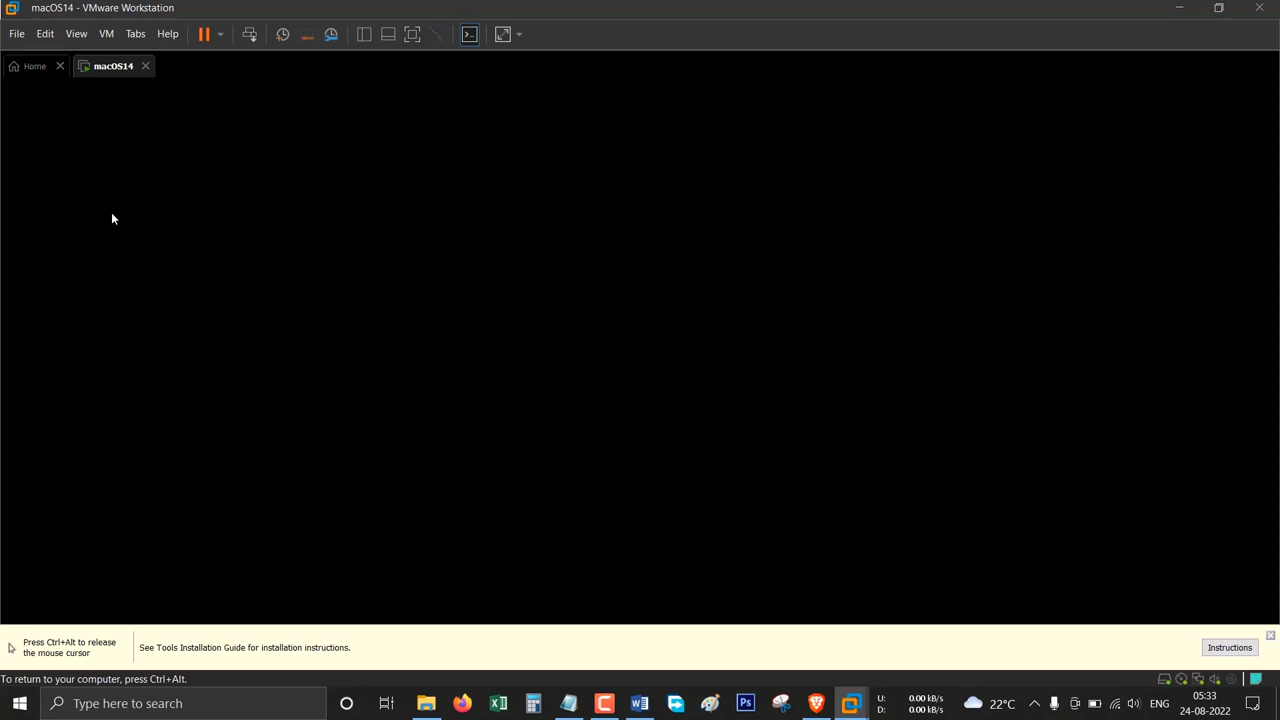 macOS14 - VMware Workstation
File Edit View VM Tabs Help
Home macOS14
Press Ctrl+Alt to release
the mouse cursor
See Tools Installation Guide for installation instructions.
Instructions
To return to your computer, press Ctrl+Alt.
Type here to search
Ps
U: 0.00 kB/s
D: 0.00 kB/s
22°C
ENG
05:33
24-08-2022